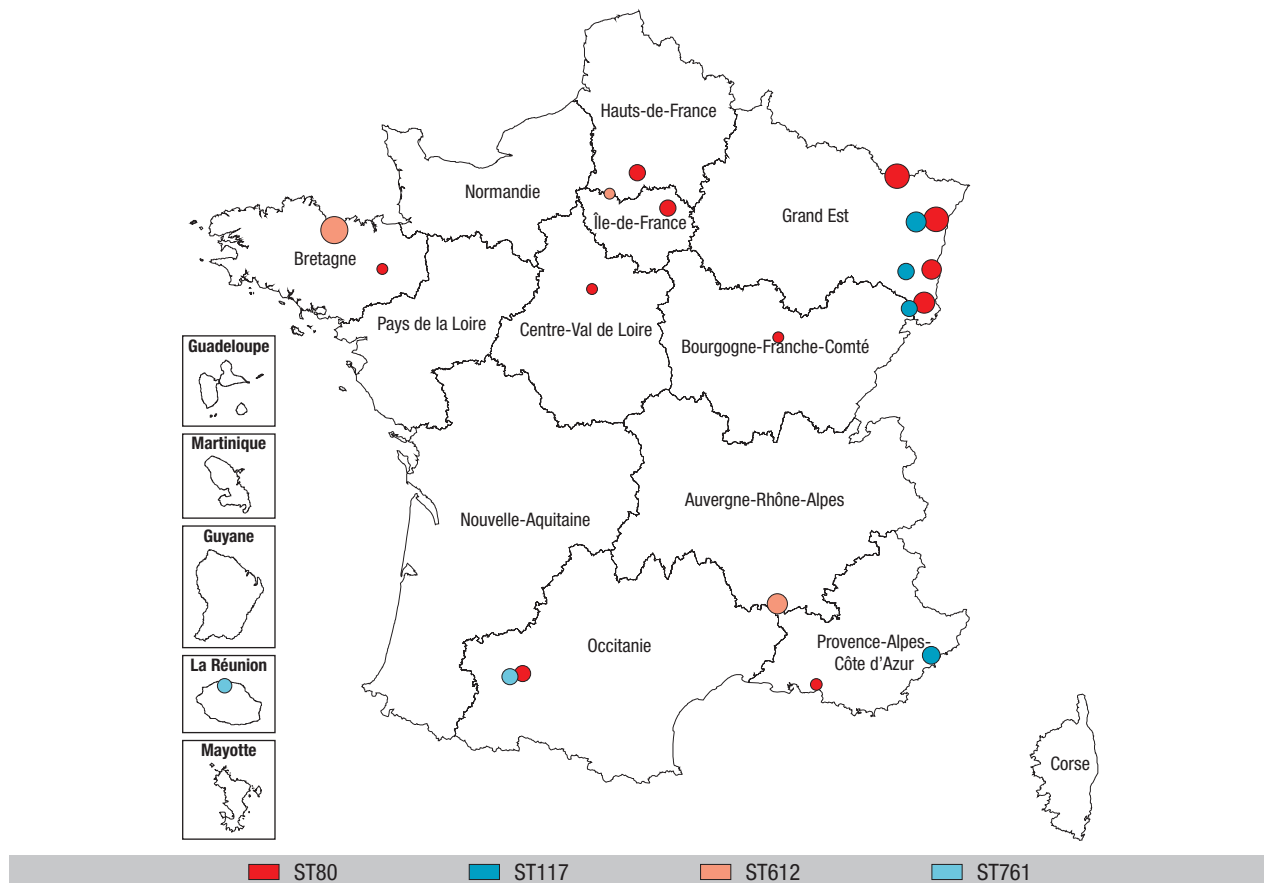 Hauts-de-France
Normandie
Île-de-France
Grand Est
Bretagne
Pays de la Loire
Centre-Val de Loire
Bourgogne-Franche-Comté
Guadeloupe
Martinique
Auvergne-Rhône-Alpes
Nouvelle-Aquitaine
Guyane
Occitanie
Provence-Alpes-
Côte d'Azur
La Réunion
Mayotte
Corse
ST80
ST117
ST612
ST761